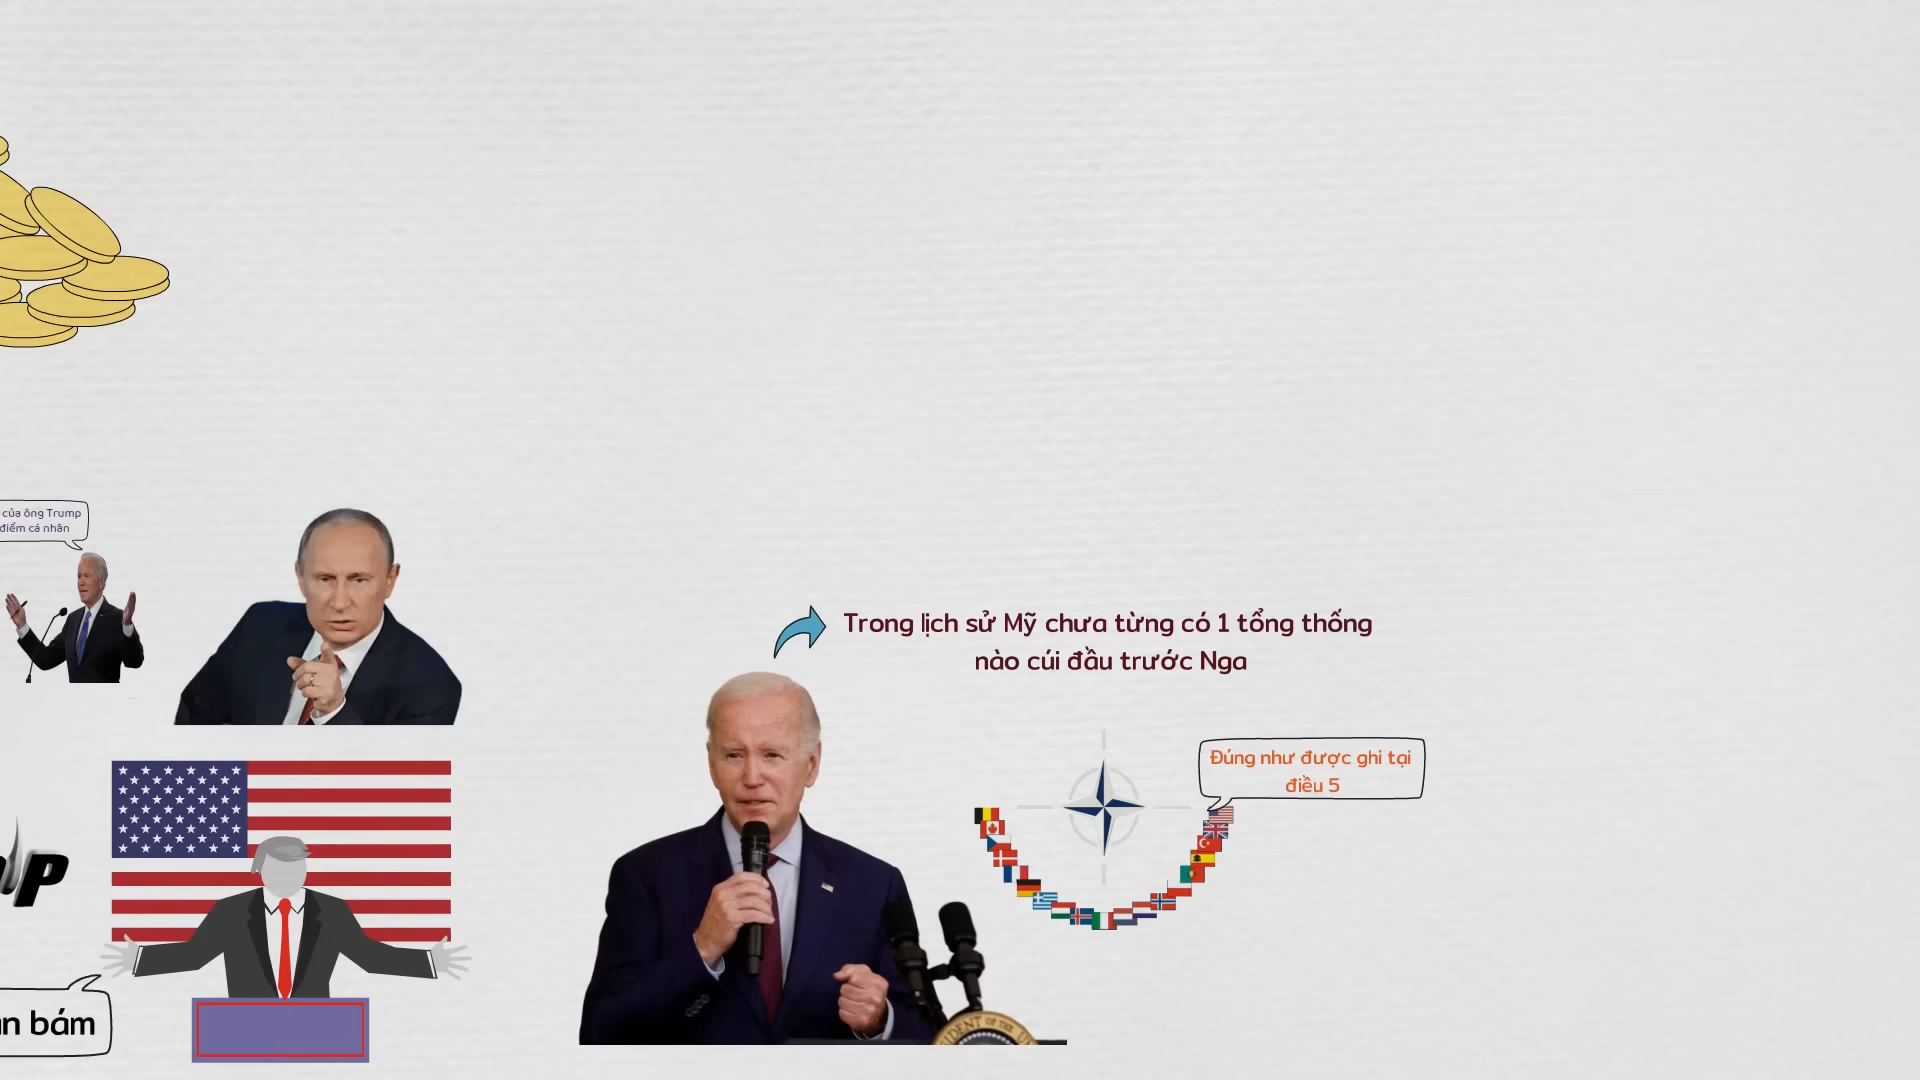 của ông Trump
điểm cá nhân
Trong lịch sử Mỹ chưa từng có 1 tổng thống
nào cúi đầu trước Nga
Đúng như được ghi tại
điều 5
bám